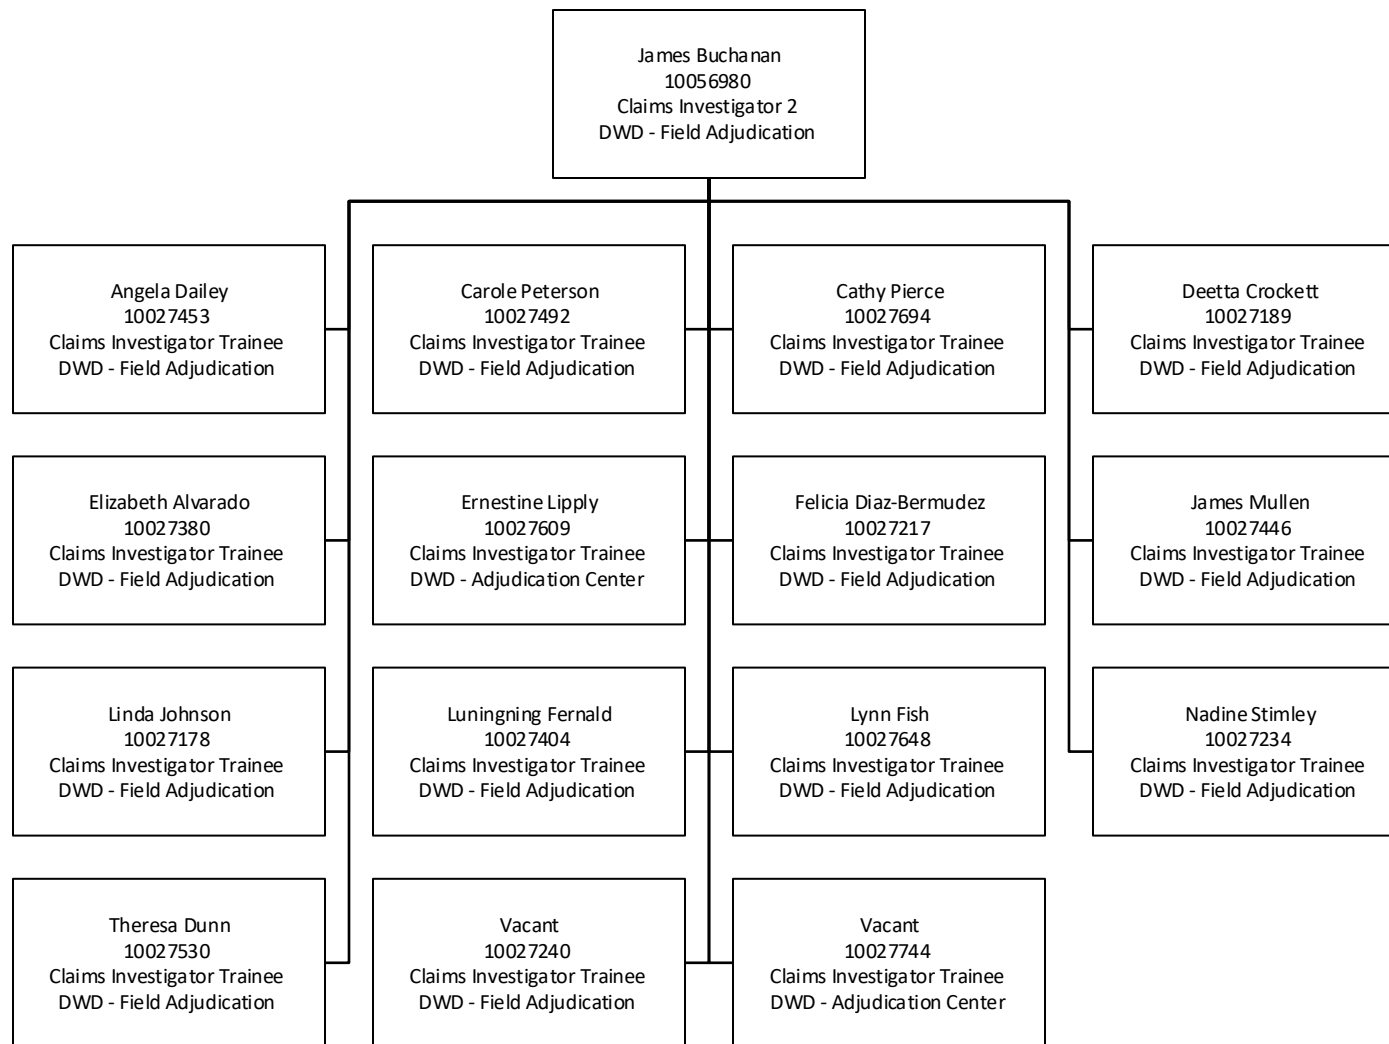 James Buchanan
10056980
Claims Investigator 2
DWD - Field Adjudication
Angela Dailey
10027453
Claims Investigator Trainee
DWD - Field Adjudication
Carole Peterson
10027492
Claims Investigator Trainee
DWD - Field Adjudication
Cathy Pierce
10027694
Claims Investigator Trainee
DWD - Field Adjudication
Deetta Crockett
10027189
Claims Investigator Trainee
DWD - Field Adjudication
Elizabeth Alvarado
10027380
Claims Investigator Trainee
DWD - Field Adjudication
Ernestine Lipply
10027609
Claims Investigator Trainee
DWD - Adjudication Center
Felicia Diaz-Bermudez
10027217
Claims Investigator Trainee
DWD - Field Adjudication
James Mullen
10027446
Claims Investigator Trainee
DWD - Field Adjudication
Linda Johnson
10027178
Claims Investigator Trainee
DWD - Field Adjudication
Luningning Fernald
10027404
Claims Investigator Trainee
DWD - Field Adjudication
Lynn Fish
10027648
Claims Investigator Trainee
DWD - Field Adjudication
Nadine Stimley
10027234
Claims Investigator Trainee
DWD - Field Adjudication
Theresa Dunn
10027530
Claims Investigator Trainee
DWD - Field Adjudication
Vacant
10027240
Claims Investigator Trainee
DWD - Field Adjudication
Vacant
10027744
Claims Investigator Trainee
DWD - Adjudication Center